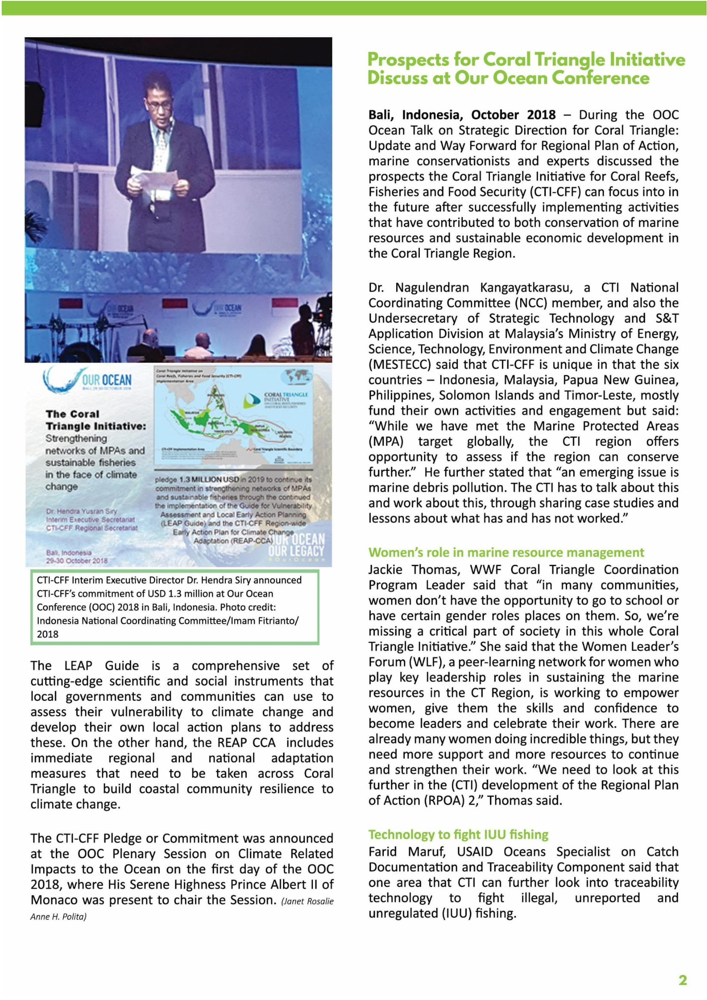 OUR OCEAN
OUR OCEAN
OUR OCEAN
BALI, 29-30 OCTOBER 2018
The Coral
Triangle Initiative:
Strengthening
networks of MPAs and
sustainable fisheries
in the face of climate
change
Dr. Hendra Yusran Siry
Interim Executive Secretariat
CTI-CFF Regional Secretariat
Bali, Indonesia
29-30 October 2018
Coral Triangle Initiative on
Coral Reefs, Fisheries and Food Security (CTI-CFF)
Implementation Area
CORAL TRIANGLE
INITIATIVE
ON CORAL REEFS, FISHERIES
AND FOOD SECURITY
PHILIPPINES
MALAYSIA
INDONESIA
TIMOR-LESTE
PAPUA
NEW GUINEA
SOLOMON
ISLANDS
CTI-CFF Implementation Area
Coral Triangle Scientific Boundary
pledge 1.3 MILLION USD in 2019 to continue its
commitment in strengthening networks of MPAs
and sustainable fisheries through the continued
the implementation of the Guide for Vulnerability
Assessment and Local Early Action Planning
(LEAP Guide) and the CTI-CFF Region-wide
Early Action Plan for Climate Change
Adaptation (REAP-CCA)
OUR OCEAN
OUR LEGACY
#OurOcean
CTI-CFF Interim Executive Director Dr. Hendra Siry announced
CTI-CFF’s commitment of USD 1.3 million at Our Ocean
Conference (OOC) 2018 in Bali, Indonesia. Photo credit:
Indonesia National Coordinating Committee/Imam Fitrianto/
2018
The LEAP Guide is a comprehensive set of
cutting-edge scientific and social instruments that
local governments and communities can use to
assess their vulnerability to climate change and
develop their own local action plans to address
these. On the other hand, the REAP CCA includes
immediate regional and national adaptation
measures that need to be taken across Coral
Triangle to build coastal community resilience to
climate change.
The CTI-CFF Pledge or Commitment was announced
at the OOC Plenary Session on Climate Related
Impacts to the Ocean on the first day of the OOC
2018, where His Serene Highness Prince Albert II of
Monaco was present to chair the Session. (Janet Rosalie
Anne H. Polita)
Prospects for Coral Triangle Initiative
Discuss at Our Ocean Conference
Bali, Indonesia, October 2018 – During the OOC
Ocean Talk on Strategic Direction for Coral Triangle:
Update and Way Forward for Regional Plan of Action,
marine conservationists and experts discussed the
prospects the Coral Triangle Initiative for Coral Reefs,
Fisheries and Food Security (CTI-CFF) can focus into in
the future after successfully implementing activities
that have contributed to both conservation of marine
resources and sustainable economic development in
the Coral Triangle Region.
Dr. Nagulendran Kangayatkarasu, a CTI National
Coordinating Committee (NCC) member, and also the
Undersecretary of Strategic Technology and S&T
Application Division at Malaysia’s Ministry of Energy,
Science, Technology, Environment and Climate Change
(MESTECC) said that CTI-CFF is unique in that the six
countries – Indonesia, Malaysia, Papua New Guinea,
Philippines, Solomon Islands and Timor-Leste, mostly
fund their own activities and engagement but said:
“While we have met the Marine Protected Areas
(MPA) target globally, the CTI region offers
opportunity to assess if the region can conserve
further.” He further stated that “an emerging issue is
marine debris pollution. The CTI has to talk about this
and work about this, through sharing case studies and
lessons about what has and has not worked.”
Women’s role in marine resource management
Jackie Thomas, WWF Coral Triangle Coordination
Program Leader said that “in many communities,
women don’t have the opportunity to go to school or
have certain gender roles places on them. So, we’re
missing a critical part of society in this whole Coral
Triangle Initiative.” She said that the Women Leader’s
Forum (WLF), a peer-learning network for women who
play key leadership roles in sustaining the marine
resources in the CT Region, is working to empower
women, give them the skills and confidence to
become leaders and celebrate their work. There are
already many women doing incredible things, but they
need more support and more resources to continue
and strengthen their work. “We need to look at this
further in the (CTI) development of the Regional Plan
of Action (RPOA) 2,” Thomas said.
Technology to fight IUU fishing
Farid Maruf, USAID Oceans Specialist on Catch
Documentation and Traceability Component said that
one area that CTI can further look into traceability
technology to fight illegal, unreported and
unregulated (IUU) fishing.
2